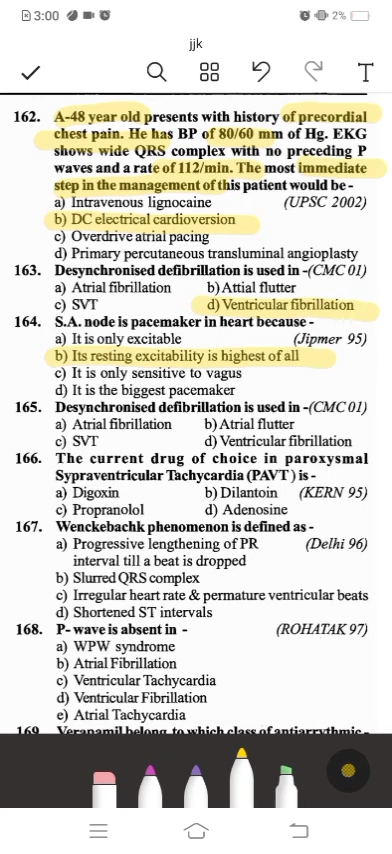 3:00
2%
jjk
T
162. A-48 year old presents with history of precordial
chest pain. He has BP of 80/60 mm of Hg. EKG
shows wide QRS complex with no preceding P
waves and a rate of 112/min. The most immediate
step in the management of this patient would be -
a) Intravenous lignocaine (UPSC 2002)
b) DC electrical cardioversion
c) Overdrive atrial pacing
d) Primary percutaneous transluminal angioplasty
163. Desynchronised defibrillation is used in -(CMC 01)
a) Atrial fibrillation b) Attial flutter
c) SVT d) Ventricular fibrillation
164. S.A. node is pacemaker in heart because -
a) It is only excitable (Jipmer 95)
b) Its resting excitability is highest of all
c) It is only sensitive to vagus
d) It is the biggest pacemaker
165. Desynchronised defibrillation is used in -(CMC 01)
a) Atrial fibrillation b) Atrial flutter
c) SVT d) Ventricular fibrillation
166. The current drug of choice in paroxysmal
Sypraventricular Tachycardia (PAVT) is -
a) Digoxin b) Dilantoin (KERN 95)
c) Propranolol d) Adenosine
167. Wenckebachk phenomenon is defined as -
a) Progressive lengthening of PR (Delhi 96)
interval till a beat is dropped
b) Slurred QRS complex
c) Irregular heart rate & permature ventricular beats
d) Shortened ST intervals
168. P- wave is absent in - (ROHATAK 97)
a) WPW syndrome
b) Atrial Fibrillation
c) Ventricular Tachycardia
d) Ventricular Fibrillation
e) Atrial Tachycardia
169. Verapamil belong to which class of antiarrythmic -